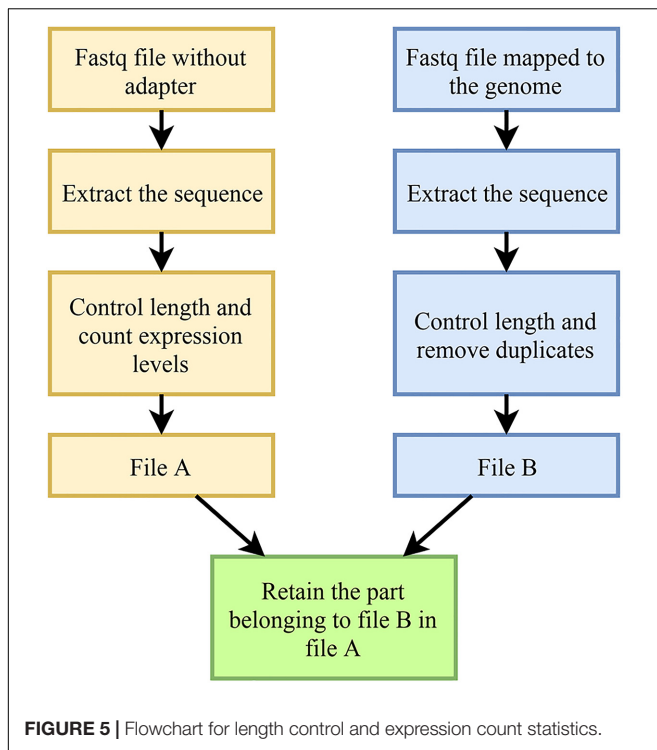 Fastq file without
adapter
Extract the sequence
Control length and
count expression
levels
File A
Fastq file mapped to
the genome
Extract the sequence
Control length and
remove duplicates
File B
Retain the part
belonging to file B in
file A
FIGURE 5 | Flowchart for length control and expression count statistics.